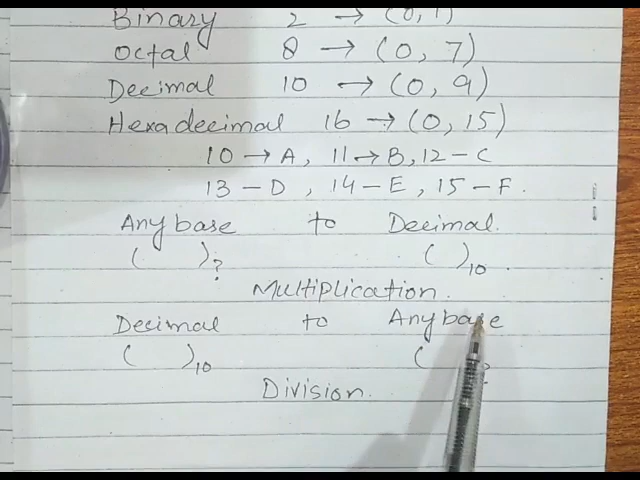 Binary 2 → (0, 1)
Octal 8 → (0, 7)
Decimal 10 → (0, 9)
Hexadecimal 16 → (0, 15)
10 → A, 11 → B, 12 - C
13 - D, 14 - E, 15 - F.
Any base to Decimal.
( )? ( )10.
Multiplication.
Decimal to Any base
( )10 ( ?
Division.